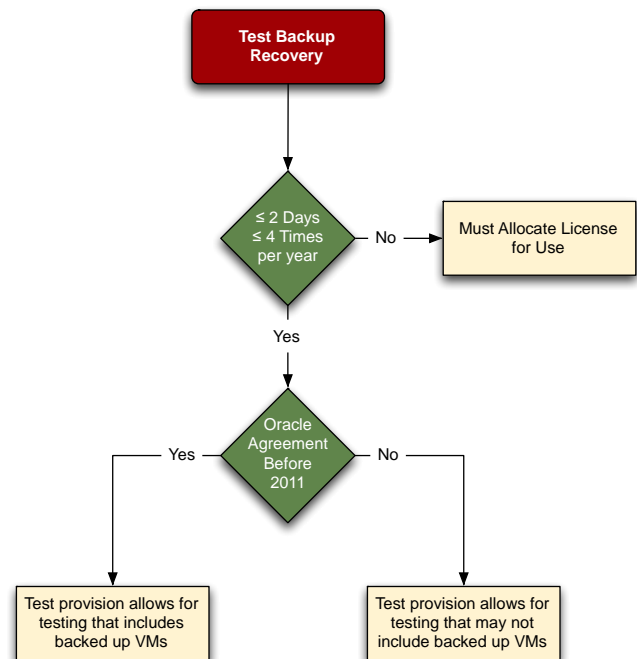 Test Backup
Recovery
≤ 2 Days
≤ 4 Times
per year
No
Must Allocate License
for Use
Yes
Oracle
Agreement
Before
2011
Yes
No
Test provision allows for
testing that includes
backed up VMs
Test provision allows for
testing that may not
include backed up VMs